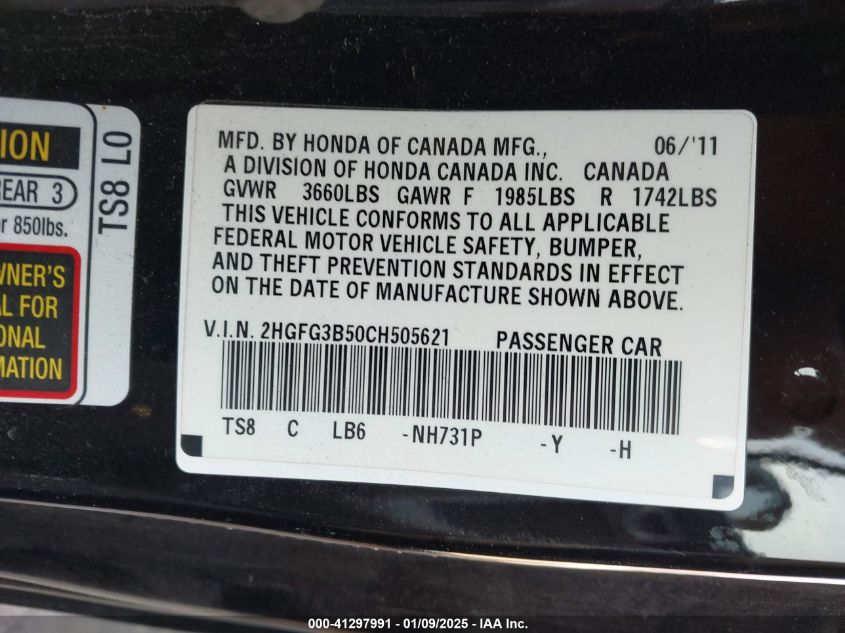 ION
REAR 3
r 850lbs.
WNER'S
AL FOR
ONAL
MATION
TS8 L0
MFD. BY HONDA OF CANADA MFG., 06/'11
A DIVISION OF HONDA CANADA INC. CANADA
GVWR 3660LBS GAWR F 1985LBS R 1742LBS
THIS VEHICLE CONFORMS TO ALL APPLICABLE
FEDERAL MOTOR VEHICLE SAFETY, BUMPER,
AND THEFT PREVENTION STANDARDS IN EFFECT
ON THE DATE OF MANUFACTURE SHOWN ABOVE.
V.I.N. 2HGFG3B50CH505621 PASSENGER CAR
TS8 C LB6 -NH731P -Y -H
000-41297991 - 01/09/2025 - IAA Inc.